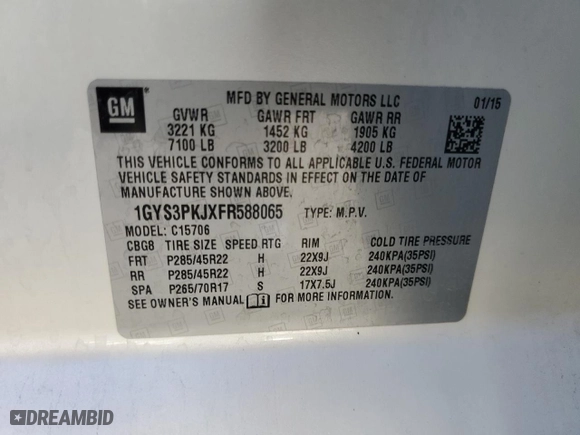 GM
MFD BY GENERAL MOTORS LLC 01/15
GVWR GAWR FRT GAWR RR
3221 KG 1452 KG 1905 KG
7100 LB 3200 LB 4200 LB
THIS VEHICLE CONFORMS TO ALL APPLICABLE U.S. FEDERAL MOTOR
VEHICLE SAFETY STANDARDS IN EFFECT ON THE DATE OF
MANUFACTURE SHOWN ABOVE.
1GYS3PKJXFR588065 TYPE: M.P.V.
MODEL: C15706
CBG8 TIRE SIZE SPEED RTG RIM COLD TIRE PRESSURE
FRT P285/45R22 H 22X9J 240KPA(35PSI)
RR P285/45R22 H 22X9J 240KPA(35PSI)
SPA P265/70R17 S 17X7.5J 240KPA(35PSI)
SEE OWNER'S MANUAL FOR MORE INFORMATION.
DREAMBID